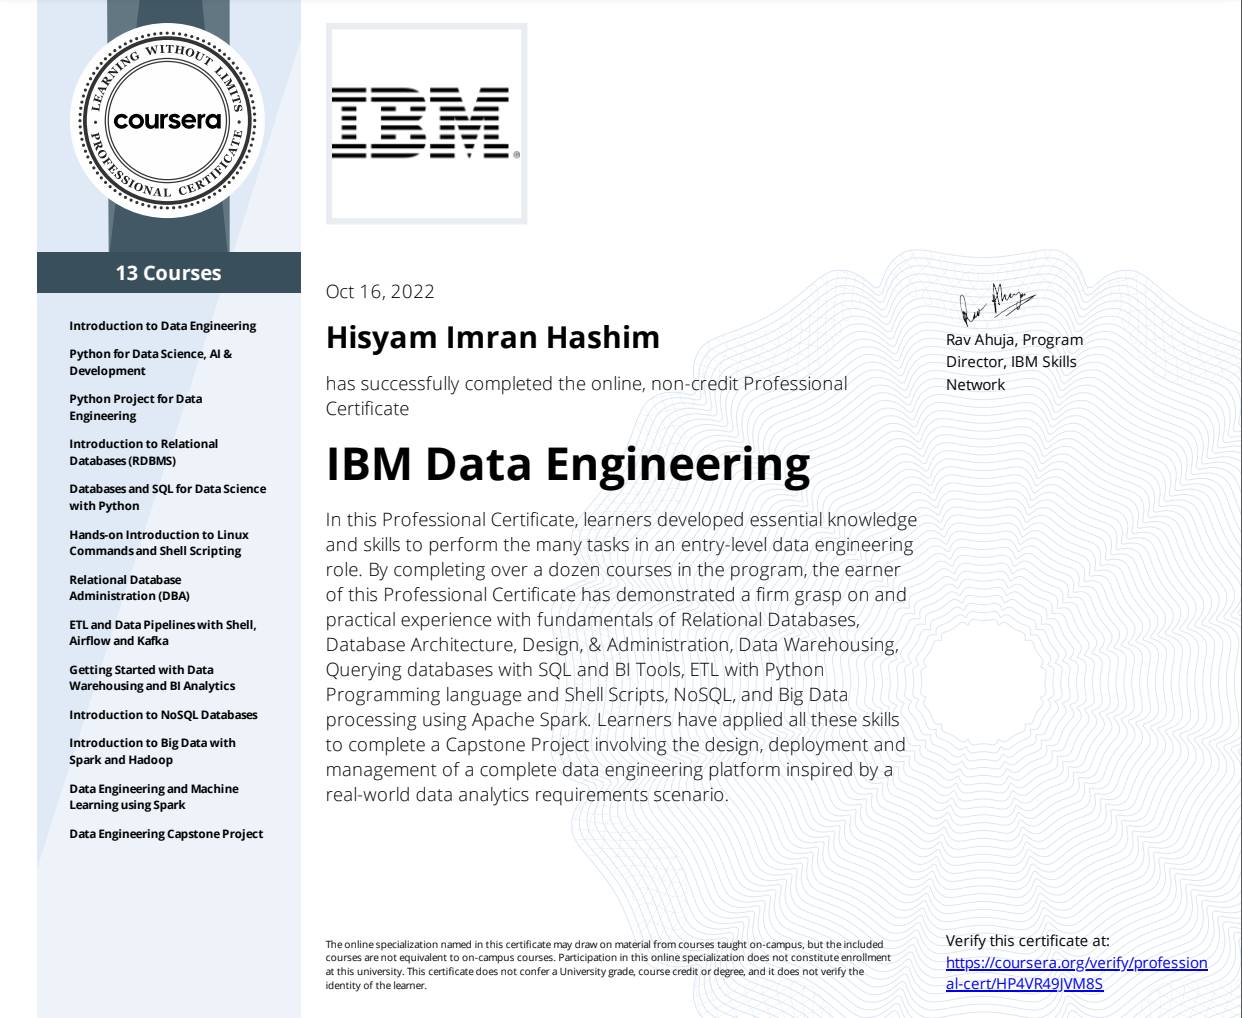 LEARNING WITHOUT LIMITS
coursera
PROFESSIONAL CERTIFICATE
13 Courses
Introduction to Data Engineering
Python for Data Science, AI &
Development
Python Project for Data
Engineering
Introduction to Relational
Databases (RDBMS)
Databases and SQL for Data Science
with Python
Hands-on Introduction to Linux
Commands and Shell Scripting
Relational Database
Administration (DBA)
ETL and Data Pipelines with Shell,
Airflow and Kafka
Getting Started with Data
Warehousing and BI Analytics
Introduction to NoSQL Databases
Introduction to Big Data with
Spark and Hadoop
Data Engineering and Machine
Learning using Spark
Data Engineering Capstone Project
IBM®
Oct 16, 2022
Hisyam Imran Hashim
has successfully completed the online, non-credit Professional
Certificate
IBM Data Engineering
In this Professional Certificate, learners developed essential knowledge
and skills to perform the many tasks in an entry-level data engineering
role. By completing over a dozen courses in the program, the earner
of this Professional Certificate has demonstrated a firm grasp on and
practical experience with fundamentals of Relational Databases,
Database Architecture, Design, & Administration, Data Warehousing,
Querying databases with SQL and BI Tools, ETL with Python
Programming language and Shell Scripts, NoSQL, and Big Data
processing using Apache Spark. Learners have applied all these skills
to complete a Capstone Project involving the design, deployment and
management of a complete data engineering platform inspired by a
real-world data analytics requirements scenario.
Rav Ahuja
Rav Ahuja, Program
Director, IBM Skills
Network
The online specialization named in this certificate may draw on material from courses taught on-campus, but the included
courses are not equivalent to on-campus courses. Participation in this online specialization does not constitute enrollment
at this university. This certificate does not confer a University grade, course credit or degree, and it does not verify the
identity of the learner.
Verify this certificate at:
https://coursera.org/verify/profession
al-cert/HP4VR49JVM8S